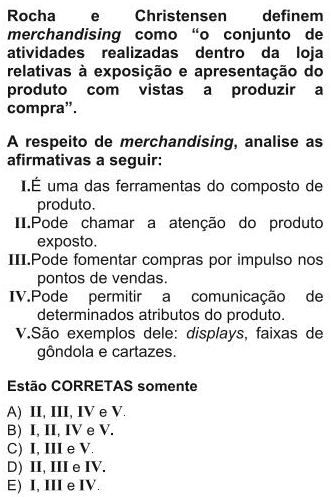 Rocha e Christensen definem
merchandising como “o conjunto de
atividades realizadas dentro da loja
relativas à exposição e apresentação do
produto com vistas a produzir a
compra”.
A respeito de merchandising, analise as
afirmativas a seguir:
I.É uma das ferramentas do composto de
produto.
II.Pode chamar a atenção do produto
exposto.
III.Pode fomentar compras por impulso nos
pontos de vendas.
IV.Pode permitir a comunicação de
determinados atributos do produto.
V.São exemplos dele: displays, faixas de
gôndola e cartazes.
Estão CORRETAS somente
A) II, III, IV e V.
B) I, II, IV e V.
C) I, III e V.
D) II, III e IV.
E) I, III e IV.